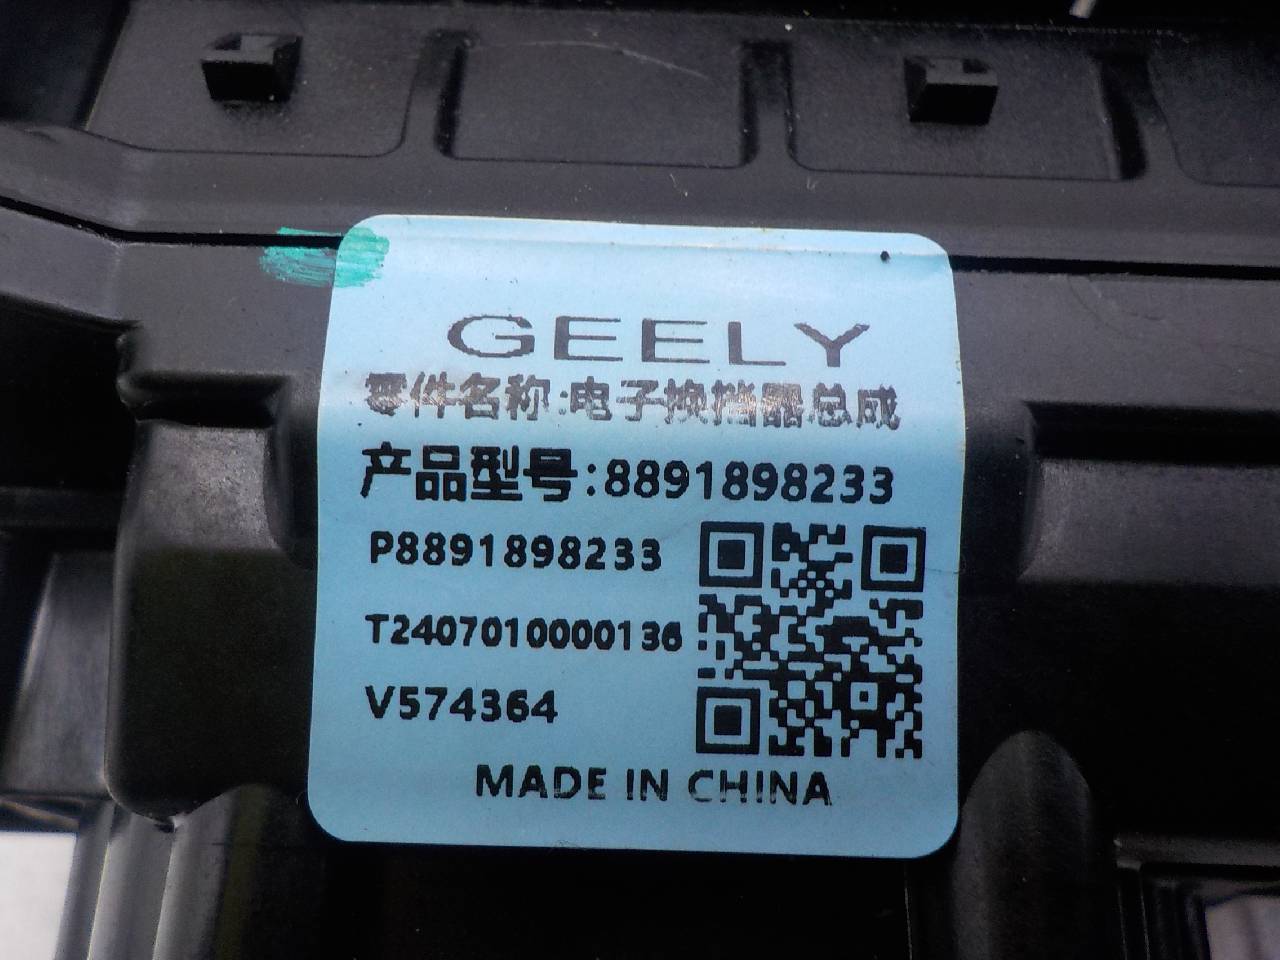 GEELY
零件名称:电子换挡器总成
产品型号:8891898233
P8891898233
T2407010000136
V574364
MADE IN CHINA